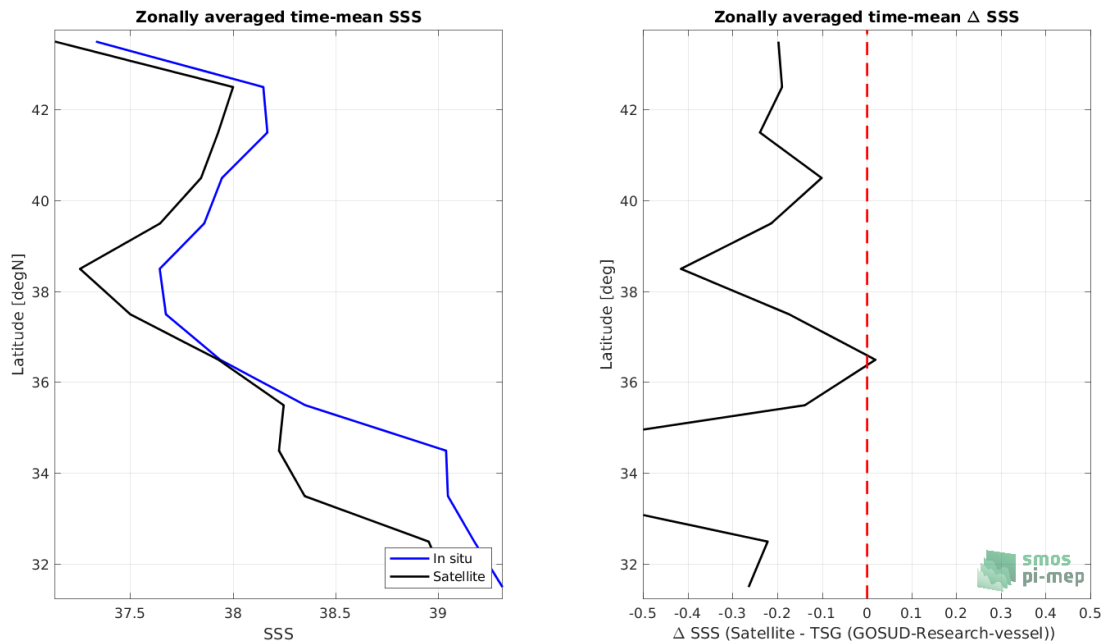 Zonally averaged time-mean SSS
42
40
38
36
34
32
Latitude [degN]
37.5
38
38.5
39
SSS
In situ
Satellite
Zonally averaged time-mean Δ SSS
42
40
38
36
34
32
Latitude [deg]
-0.5
-0.4
-0.3
-0.2
-0.1
0
0.1
0.2
0.3
0.4
0.5
Δ SSS (Satellite - TSG (GOSUD-Research-vessel))
smos
pi-mep